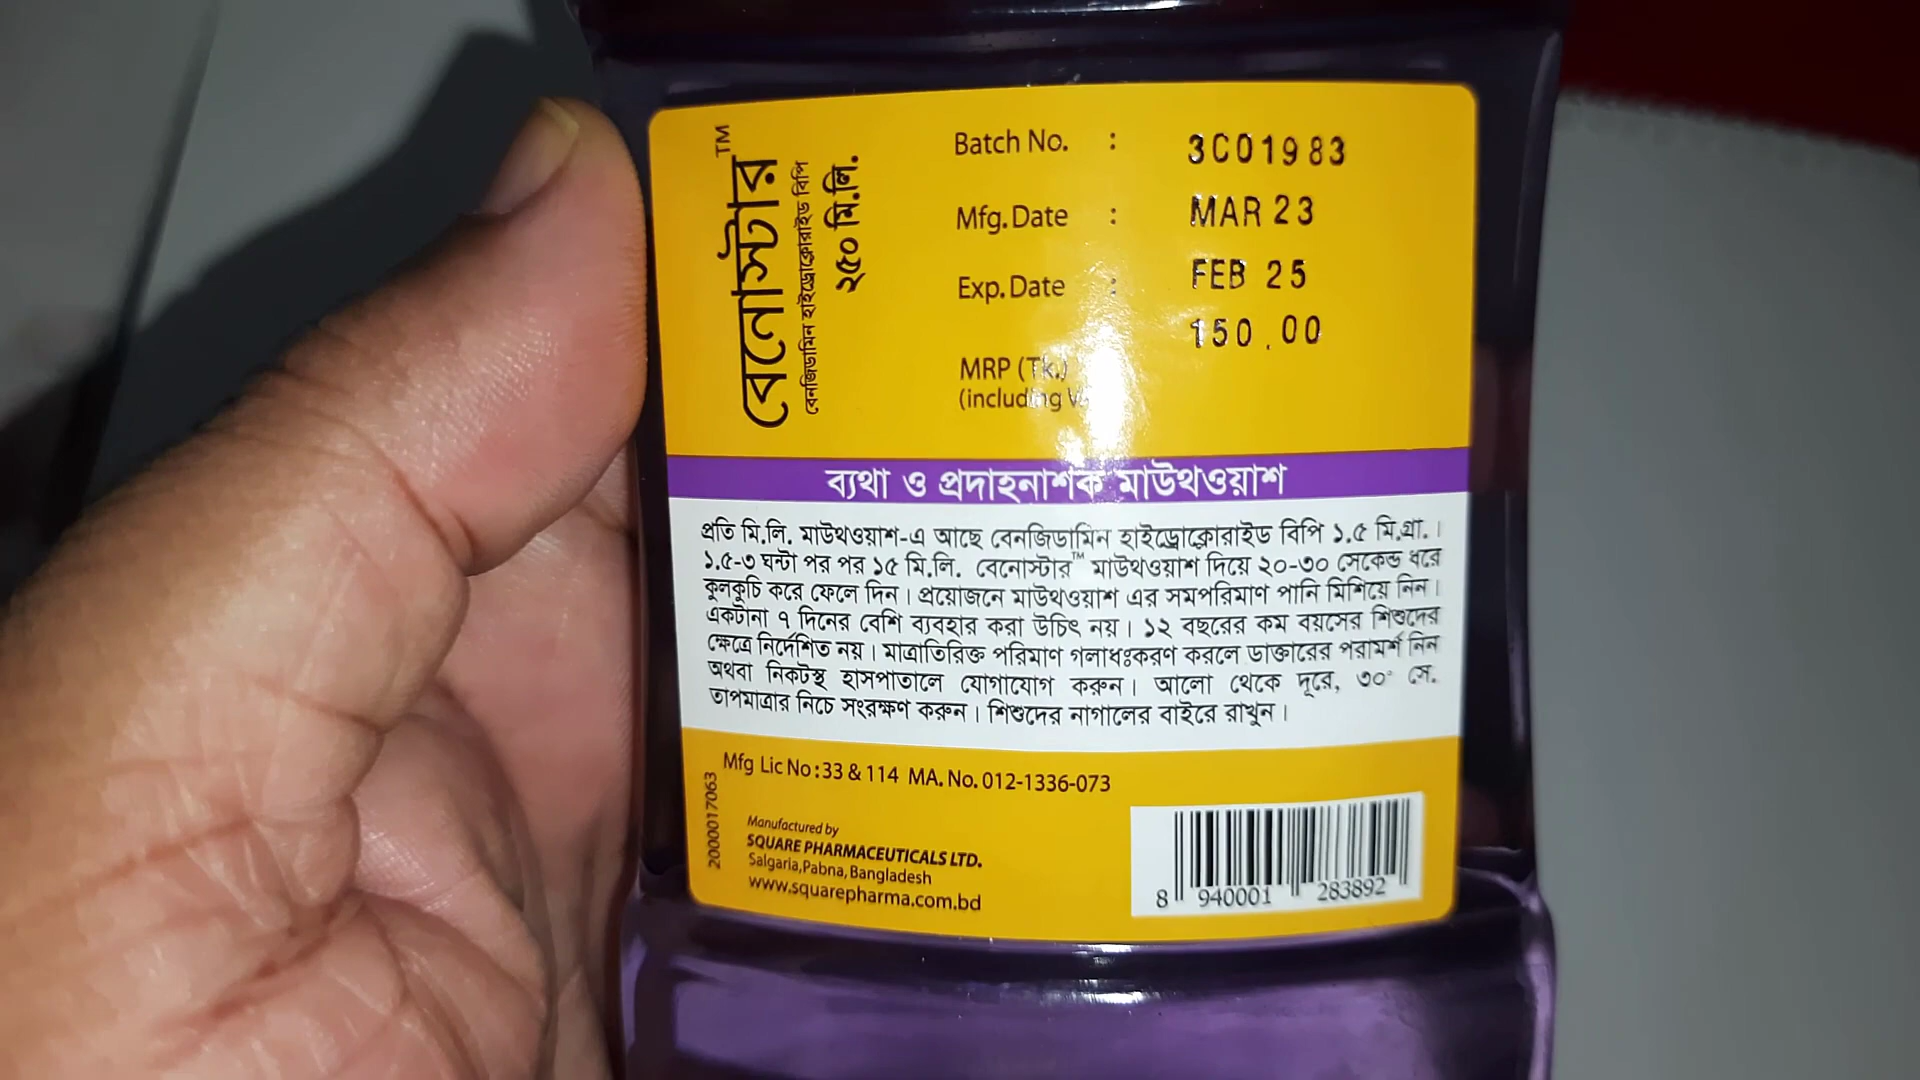 বেনোস্টার™
বেনজিডামিন হাইড্রোক্লোরাইড বিপি
২৫০ মি.লি.
Batch No. : 3C01983
Mfg. Date : MAR 23
Exp. Date : FEB 25
150.00
MRP (Tk.)
(including
ব্যথা ও প্রদাহনাশক মাউথওয়াশ
প্রতি মি.লি. মাউথওয়াশ-এ আছে বেনজিডামিন হাইড্রোক্লোরাইড বিপি ১.৫ মি.গ্রা. ।
১.৫-৩ ঘন্টা পর পর ১৫ মি.লি. বেনোস্টার™ মাউথওয়াশ দিয়ে ২০-৩০ সেকেন্ড ধরে
কুলকুচি করে ফেলে দিন । প্রয়োজনে মাউথওয়াশ এর সমপরিমাণ পানি মিশিয়ে নিন ।
একটানা ৭ দিনের বেশি ব্যবহার করা উচিৎ নয় । ১২ বছরের কম বয়সের শিশুদের
ক্ষেত্রে নির্দেশিত নয় । মাত্রাতিরিক্ত পরিমাণ গলাধঃকরণ করলে ডাক্তারের পরামর্শ নিন
অথবা নিকটস্থ হাসপাতালে যোগাযোগ করুন । আলো থেকে দূরে, ৩০° সে.
তাপমাত্রার নিচে সংরক্ষণ করুন । শিশুদের নাগালের বাইরে রাখুন ।
Mfg Lic No : 33 & 114 MA. No. 012-1336-073
2000017063
Manufactured by
SQUARE PHARMACEUTICALS LTD.
Salgaria, Pabna, Bangladesh
www.squarepharma.com.bd
8 940001 283892